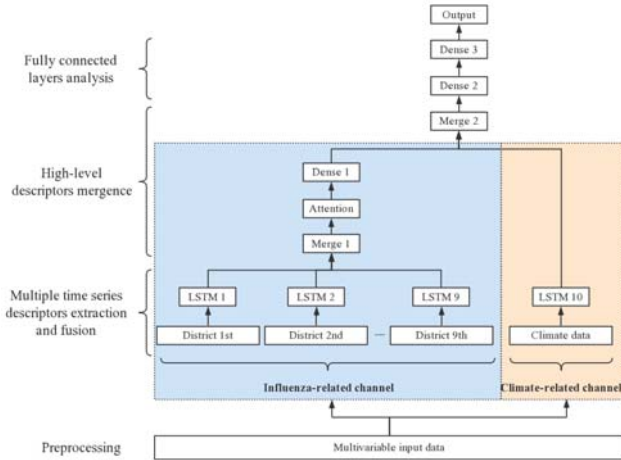 Output
Fully connected
layers analysis
Dense 3
Dense 2
Merge 2
High-level
descriptors mergence
Dense 1
Attention
Merge 1
Multiple time series
descriptors extraction
and fusion
LSTM 1
LSTM 2
LSTM 9
LSTM 10
District 1st
District 2nd
District 9th
Climate data
Influenza-related channel
Climate-related channel
Preprocessing
Multivariable input data